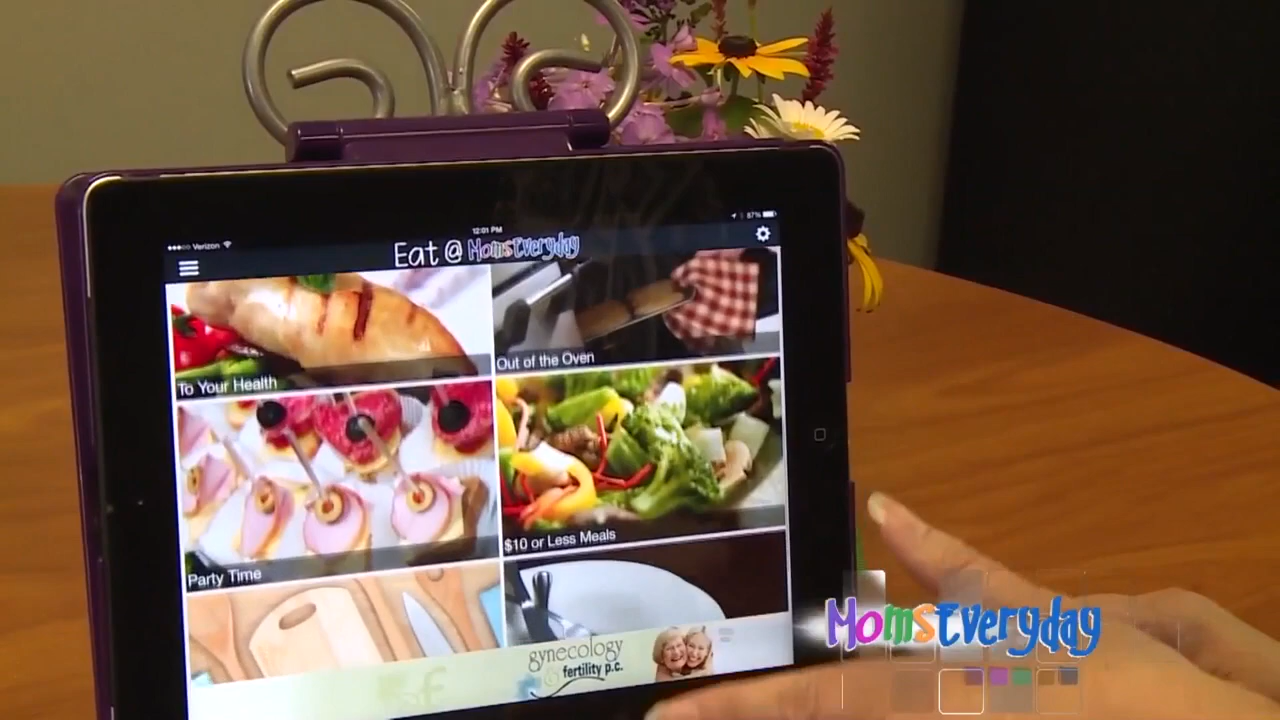 12:01 PM
●●●○○ Verizon
87%
Eat @ MomsEveryday
To Your Health
Out of the Oven
Party Time
$10 or Less Meals
gynecology
& fertility p.c.
MomsEveryday